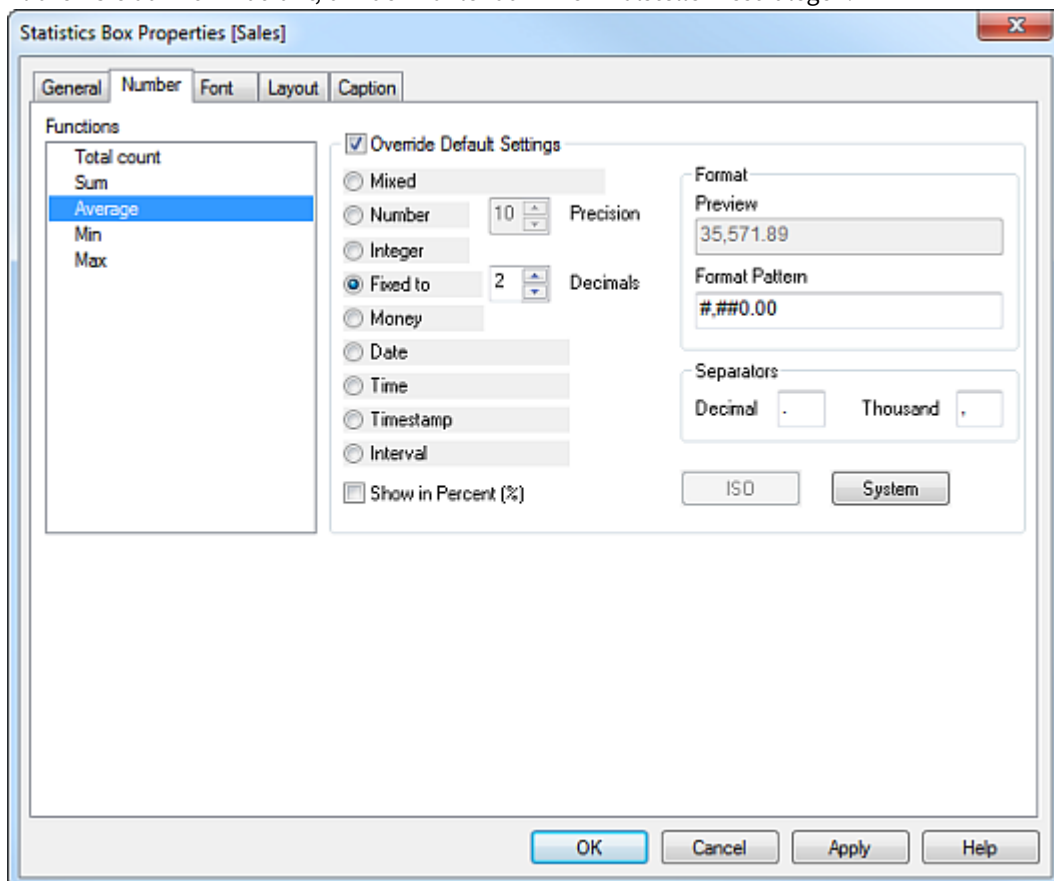 Statistics Box Properties [Sales]
General Number Font Layout Caption
Functions
Total count
Sum
Average
Min
Max
Override Default Settings
Mixed
Number 10 Precision
Integer
Fixed to 2 Decimals
Money
Date
Time
Timestamp
Interval
Show in Percent (%)
Format
Preview
35,571.89
Format Pattern
#,##0.00
Separators
Decimal . Thousand ,
ISO System
OK Cancel Apply Help